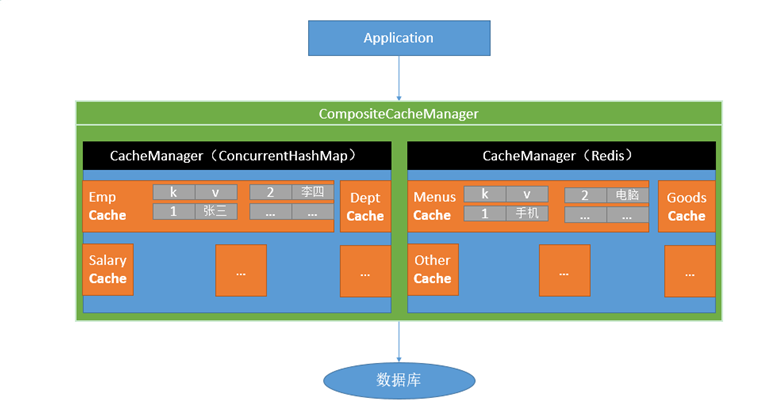 Application
CompositeCacheManager
CacheManager（ConcurrentHashMap）
Emp
Cache
k v
1 张三
2 李四
... ...
Dept
Cache
Salary
Cache
...
...
CacheManager（Redis）
Menus
Cache
k v
1 手机
2 电脑
... ...
Goods
Cache
Other
Cache
...
...
数据库